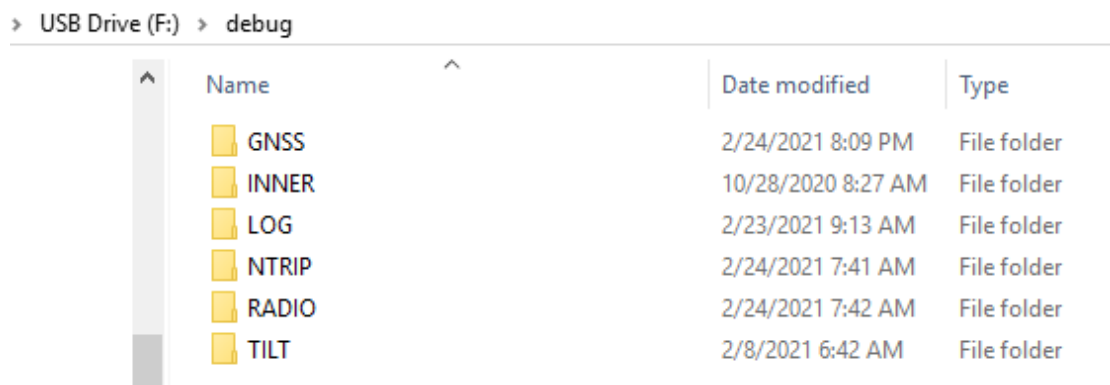 USB Drive (F:) > debug
Name Date modified Type
GNSS 2/24/2021 8:09 PM File folder
INNER 10/28/2020 8:27 AM File folder
LOG 2/23/2021 9:13 AM File folder
NTRIP 2/24/2021 7:41 AM File folder
RADIO 2/24/2021 7:42 AM File folder
TILT 2/8/2021 6:42 AM File folder